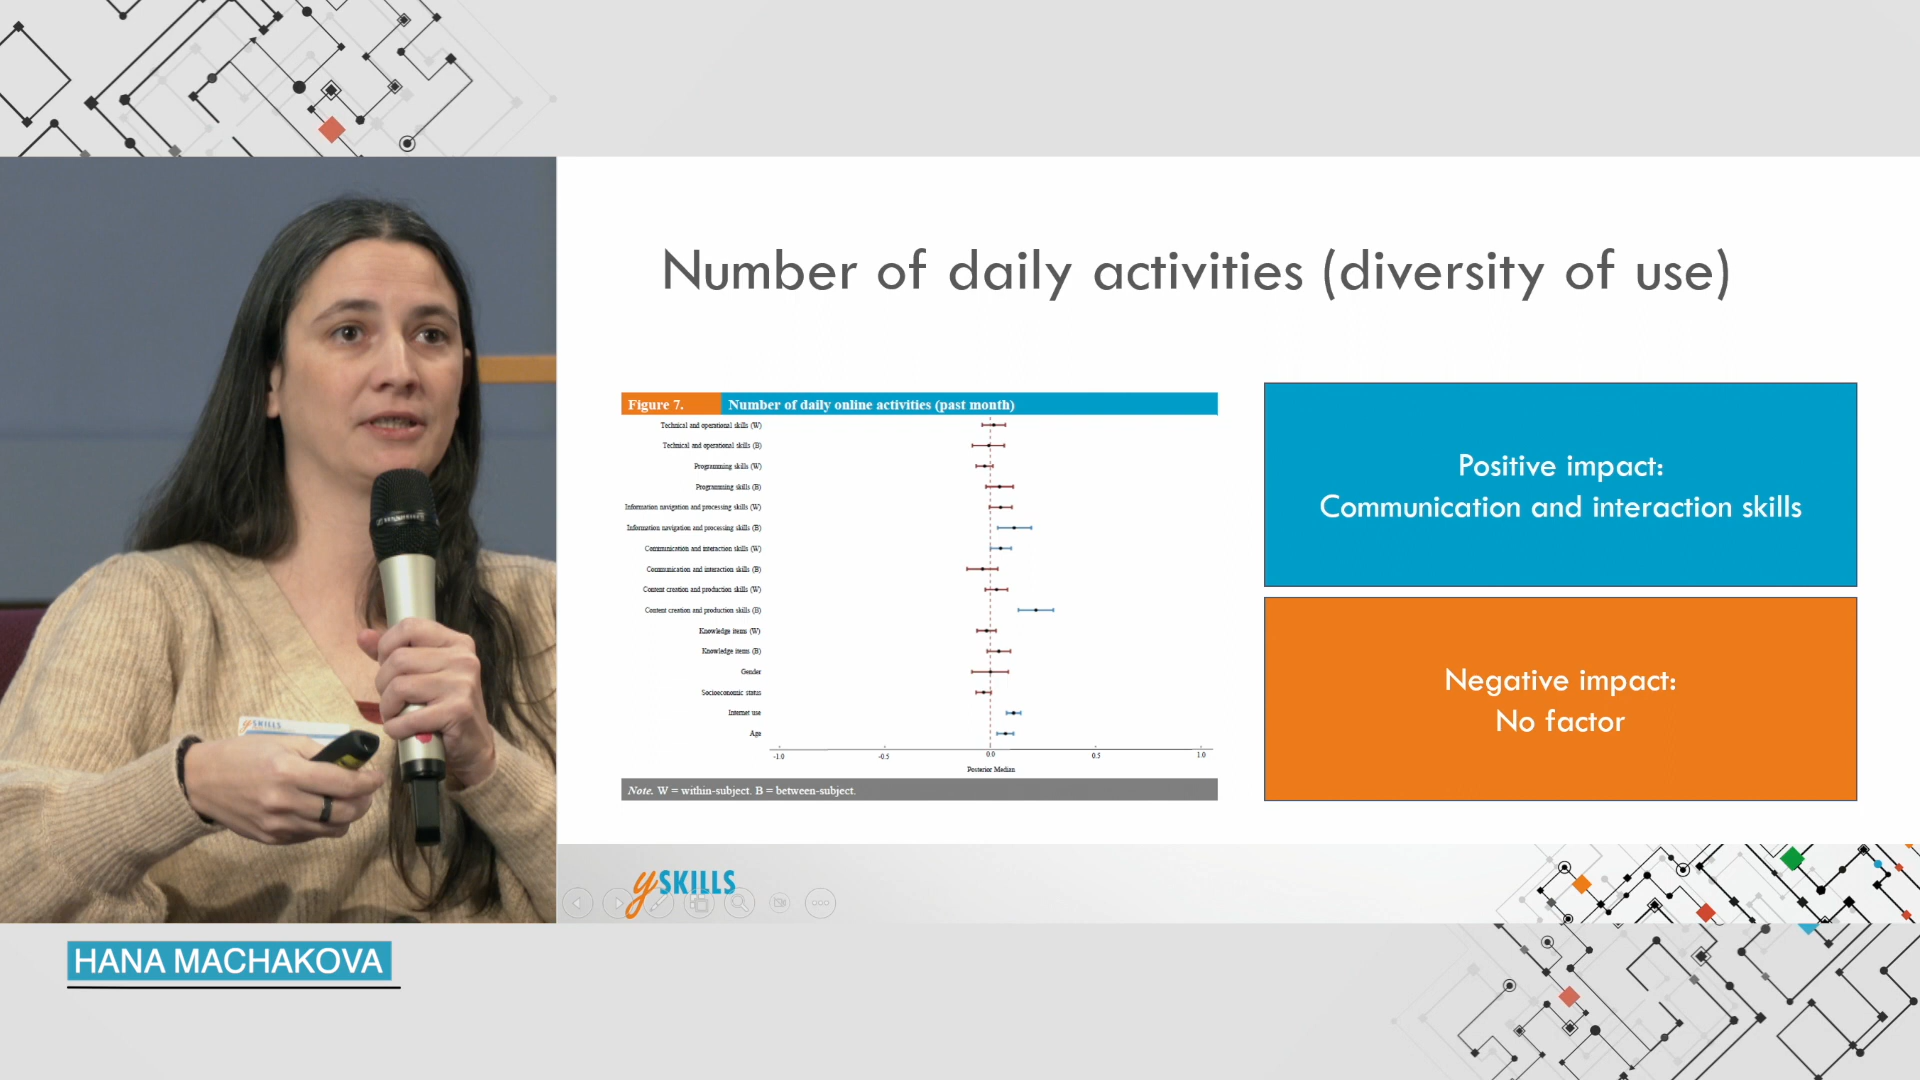 Number of daily activities (diversity of use)
Figure 7. Number of daily online activities (past month)
Technical and operational skills (W)
Technical and operational skills (B)
Programming skills (W)
Programming skills (B)
Information navigation and processing skills (W)
Information navigation and processing skills (B)
Communication and interaction skills (W)
Communication and interaction skills (B)
Content creation and production skills (W)
Content creation and production skills (B)
Knowledge items (W)
Knowledge items (B)
Gender
Socioeconomic status
Internet use
Age
-1.0 -0.5 0.0 0.5 1.0
Posterior Median
Note. W = within-subject. B = between-subject.
Positive impact:
Communication and interaction skills
Negative impact:
No factor
ySKILLS
ySKILLS
HANA MACHAKOVA